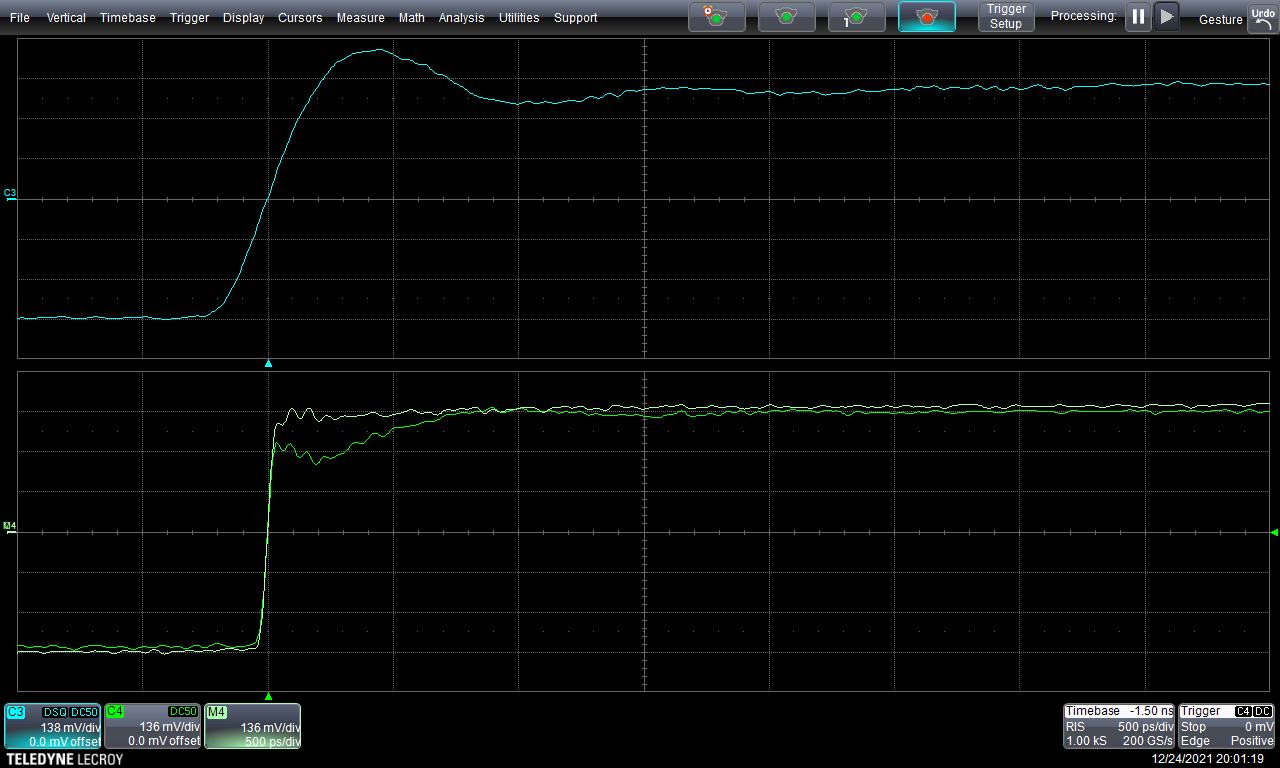 File Vertical Timebase Trigger Display Cursors Measure Math Analysis Utilities Support
1
Trigger
Setup
Processing:
Gesture
Undo
C3
M4
C3 DSQ DC50
138 mV/div
0.0 mV offset
C4 DC50
136 mV/div
0.0 mV offset
M4
136 mV/div
500 ps/div
Timebase -1.50 ns
RIS 500 ps/div
1.00 kS 200 GS/s
Trigger C4 DC
Stop 0 mV
Edge Positive
TELEDYNE LECROY
12/24/2021 20:01:19